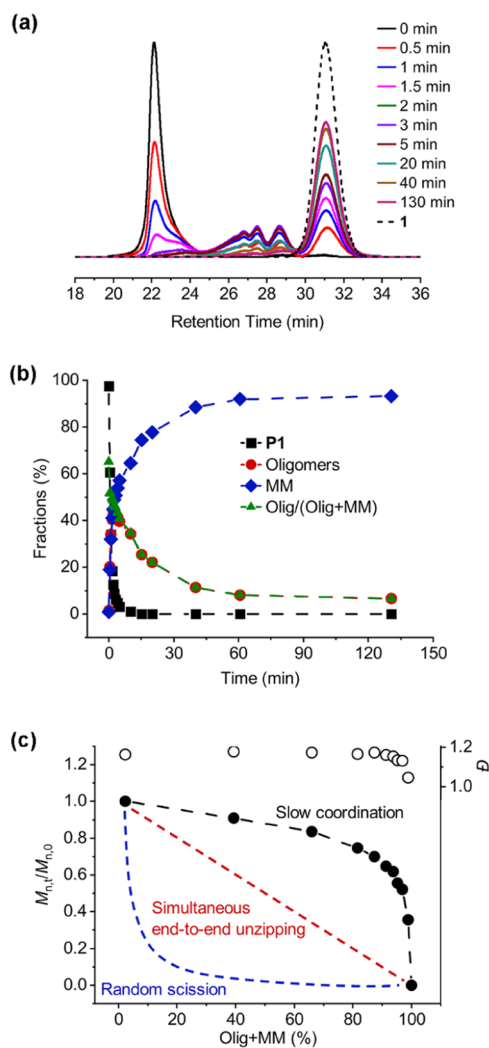 (a)
0 min
0.5 min
1 min
1.5 min
2 min
3 min
5 min
20 min
40 min
130 min
1
18 20 22 24 26 28 30 32 34 36
Retention Time (min)
(b)
100
80
60
40
20
0
Fractions (%)
P1
Oligomers
MM
Olig/(Olig+MM)
0 30 60 90 120 150
Time (min)
(c)
1.2
1.0
0.8
0.6
0.4
0.2
0.0
Mn,t/Mn,0
1.2
1.0
Đ
Slow coordination
Simultaneous
end-to-end unzipping
Random scission
0 20 40 60 80 100
Olig+MM (%)